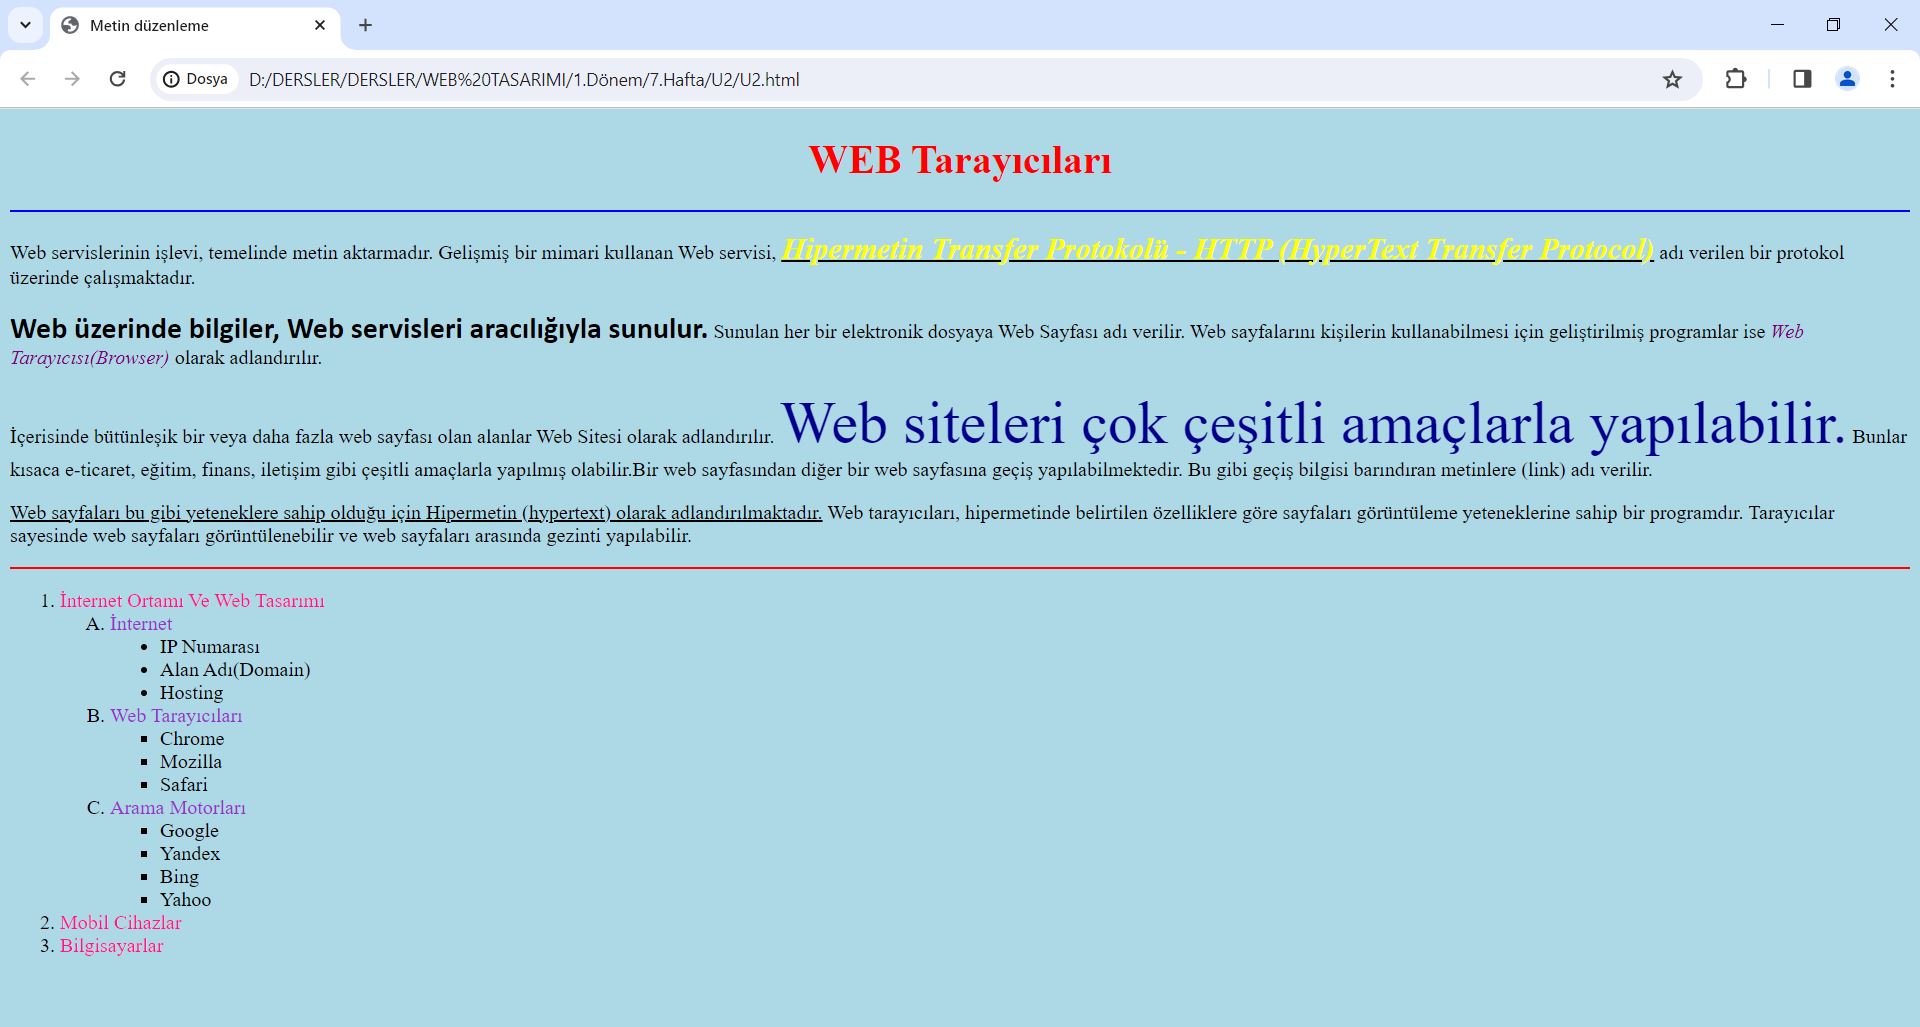 Metin düzenleme
Dosya D:/DERSLER/DERSLER/WEB%20TASARIMI/1.Dönem/7.Hafta/U2/U2.html
WEB Tarayıcıları
Web servislerinin işlevi, temelinde metin aktarmadır. Gelişmiş bir mimari kullanan Web servisi, Hipermetin Transfer Protokolü - HTTP (HyperText Transfer Protocol) adı verilen bir protokol
üzerinde çalışmaktadır.
Web üzerinde bilgiler, Web servisleri aracılığıyla sunulur. Sunulan her bir elektronik dosyaya Web Sayfası adı verilir. Web sayfalarını kişilerin kullanabilmesi için geliştirilmiş programlar ise Web
Tarayıcısı(Browser) olarak adlandırılır.
İçerisinde bütünleşik bir veya daha fazla web sayfası olan alanlar Web Sitesi olarak adlandırılır. Web siteleri çok çeşitli amaçlarla yapılabilir. Bunlar
kısaca e-ticaret, eğitim, finans, iletişim gibi çeşitli amaçlarla yapılmış olabilir.Bir web sayfasından diğer bir web sayfasına geçiş yapılabilmektedir. Bu gibi geçiş bilgisi barındıran metinlere (link) adı verilir.
Web sayfaları bu gibi yeteneklere sahip olduğu için Hipermetin (hypertext) olarak adlandırılmaktadır. Web tarayıcıları, hipermetinde belirtilen özelliklere göre sayfaları görüntüleme yeteneklerine sahip bir programdır. Tarayıcılar
sayesinde web sayfaları görüntülenebilir ve web sayfaları arasında gezinti yapılabilir.
1. İnternet Ortamı Ve Web Tasarımı
A. İnternet
• IP Numarası
• Alan Adı(Domain)
• Hosting
B. Web Tarayıcıları
▪ Chrome
▪ Mozilla
▪ Safari
C. Arama Motorları
▪ Google
▪ Yandex
▪ Bing
▪ Yahoo
2. Mobil Cihazlar
3. Bilgisayarlar